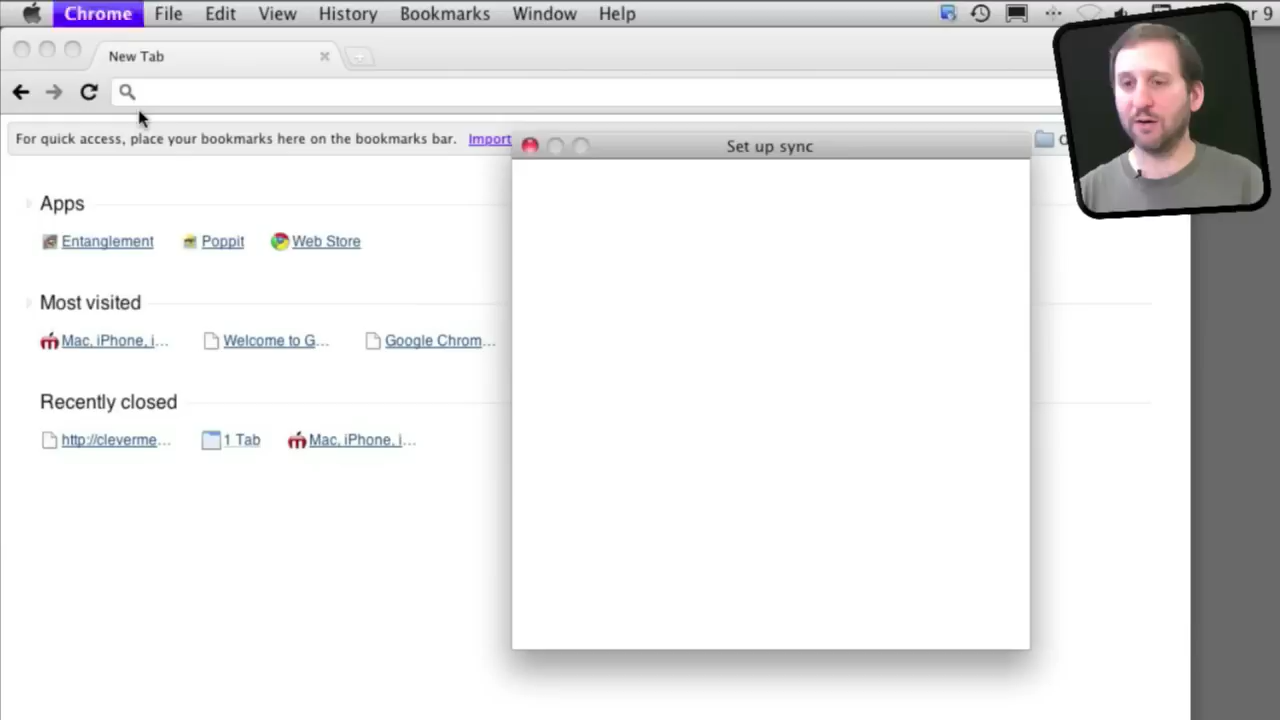 Chrome File Edit View History Bookmarks Window Help
r 9
New Tab
For quick access, place your bookmarks here on the bookmarks bar. Import
Set up sync
Apps
Entanglement Poppit Web Store
Most visited
Mac, iPhone, i... Welcome to G... Google Chrom...
Recently closed
http://cleverme... 1 Tab Mac, iPhone, i...